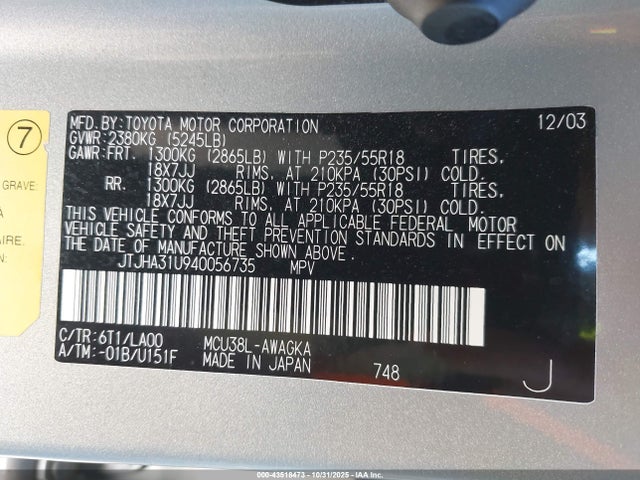 MFD.BY:TOYOTA MOTOR CORPORATION 12/03
GVWR:2380KG (5245LB)
GAWR:FRT. 1300KG (2865LB) WITH P235/55R18 TIRES,
18X7JJ RIMS, AT 210KPA (30PSI) COLD.
RR. 1300KG (2865LB) WITH P235/55R18 TIRES,
18X7JJ RIMS, AT 210KPA (30PSI) COLD.
THIS VEHICLE CONFORMS TO ALL APPLICABLE FEDERAL MOTOR
VEHICLE SAFETY AND THEFT PREVENTION STANDARDS IN EFFECT ON
THE DATE OF MANUFACTURE SHOWN ABOVE.
JTJHA31U940056735 MPV
C/TR:6T1/LA00 MCU38L-AWAGKA
A/TM:-01B/U151F MADE IN JAPAN 748 J
7
GRAVE:
A
AIRE.
UN:
000-43518473 - 10/31/2025 - IAAI.COM